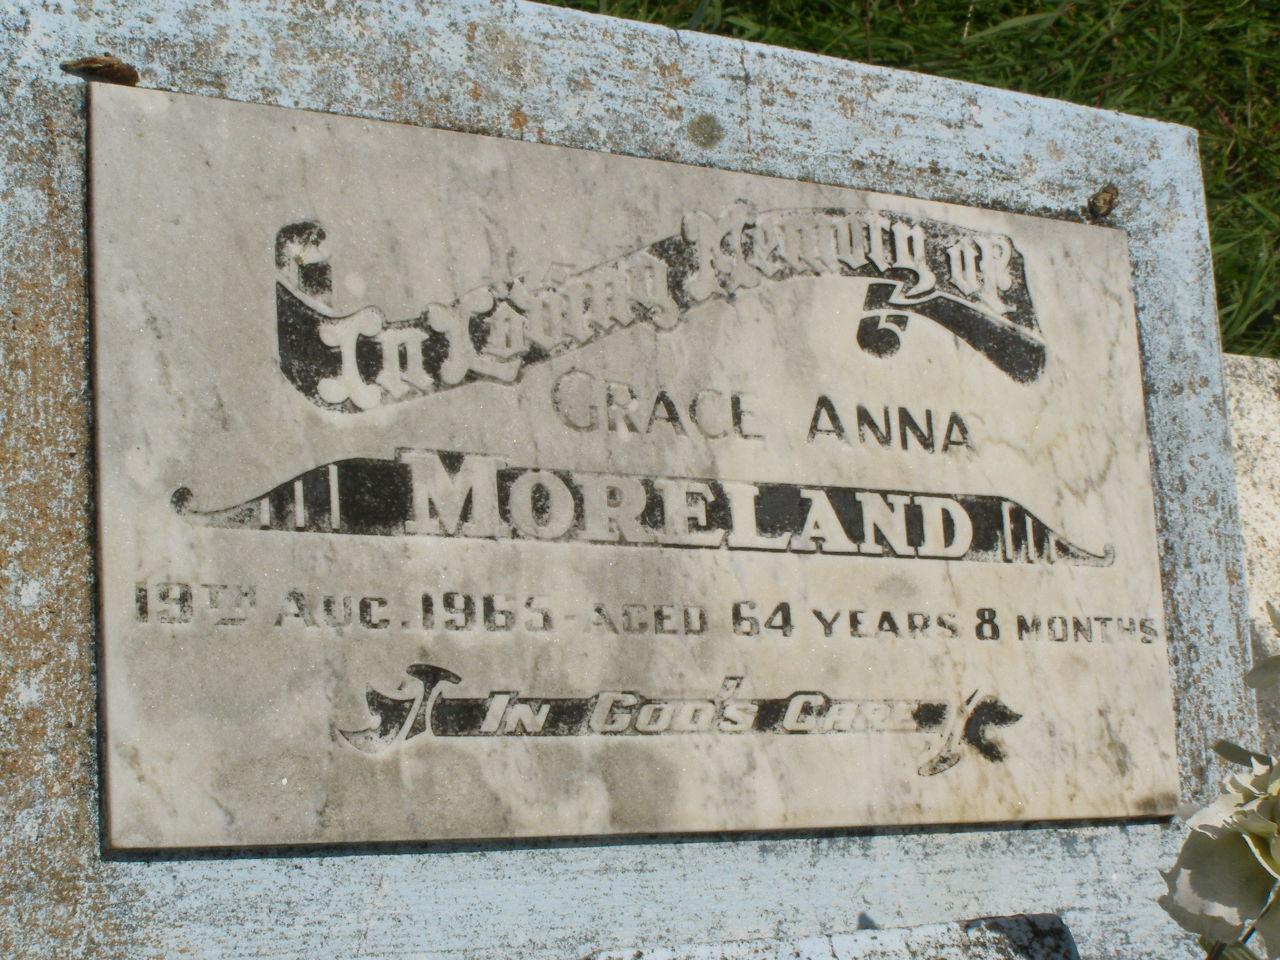 In Loving Memory of
GRACE ANNA
MORELAND
19TH AUG. 1965 - AGED 64 YEARS 8 MONTHS
IN GOD'S CARE